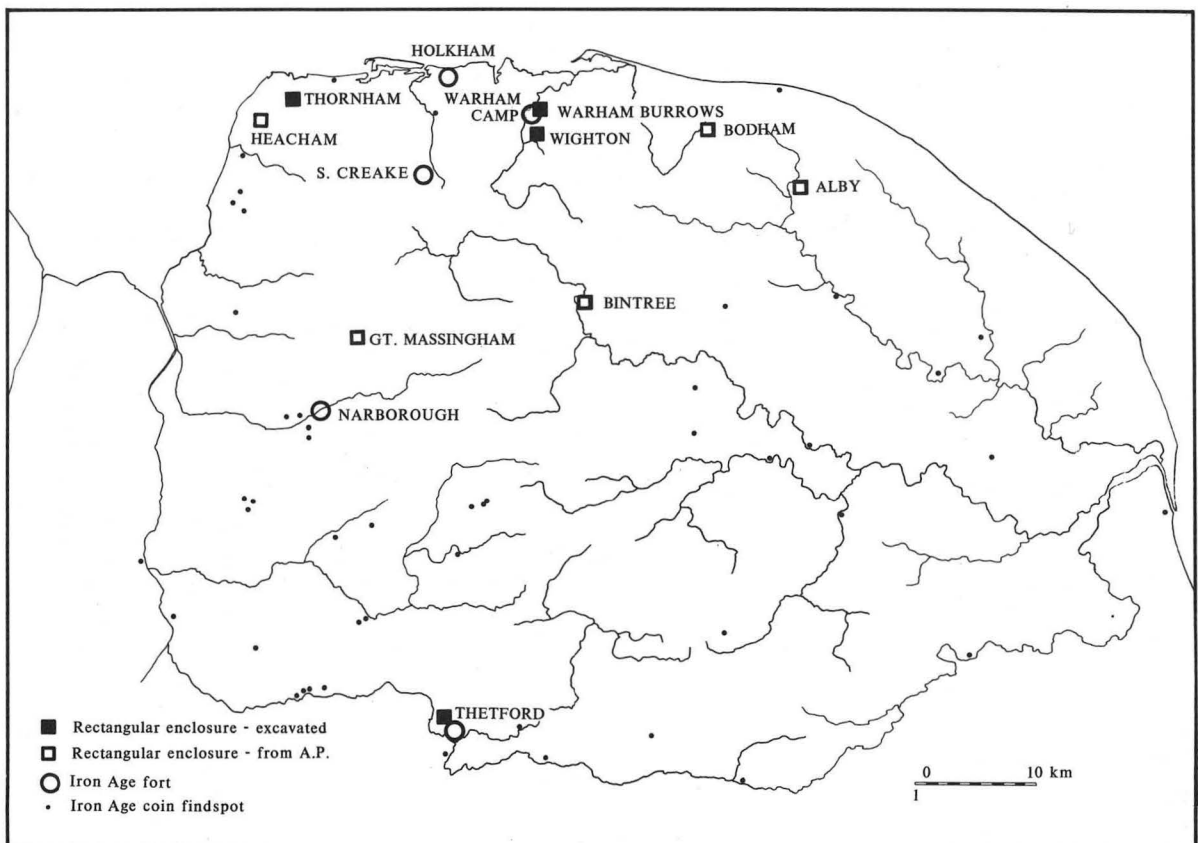 HOLKHAM
THORNHAM
WARHAM
CAMP
WARHAM BURROWS
HEACHAM
WIGHTON
BODHAM
S. CREAKE
ALBY
BINTREE
GT. MASSINGHAM
NARBOROUGH
THETFORD
Rectangular enclosure - excavated
Rectangular enclosure - from A.P.
Iron Age fort
Iron Age coin findspot
0 10 km
1